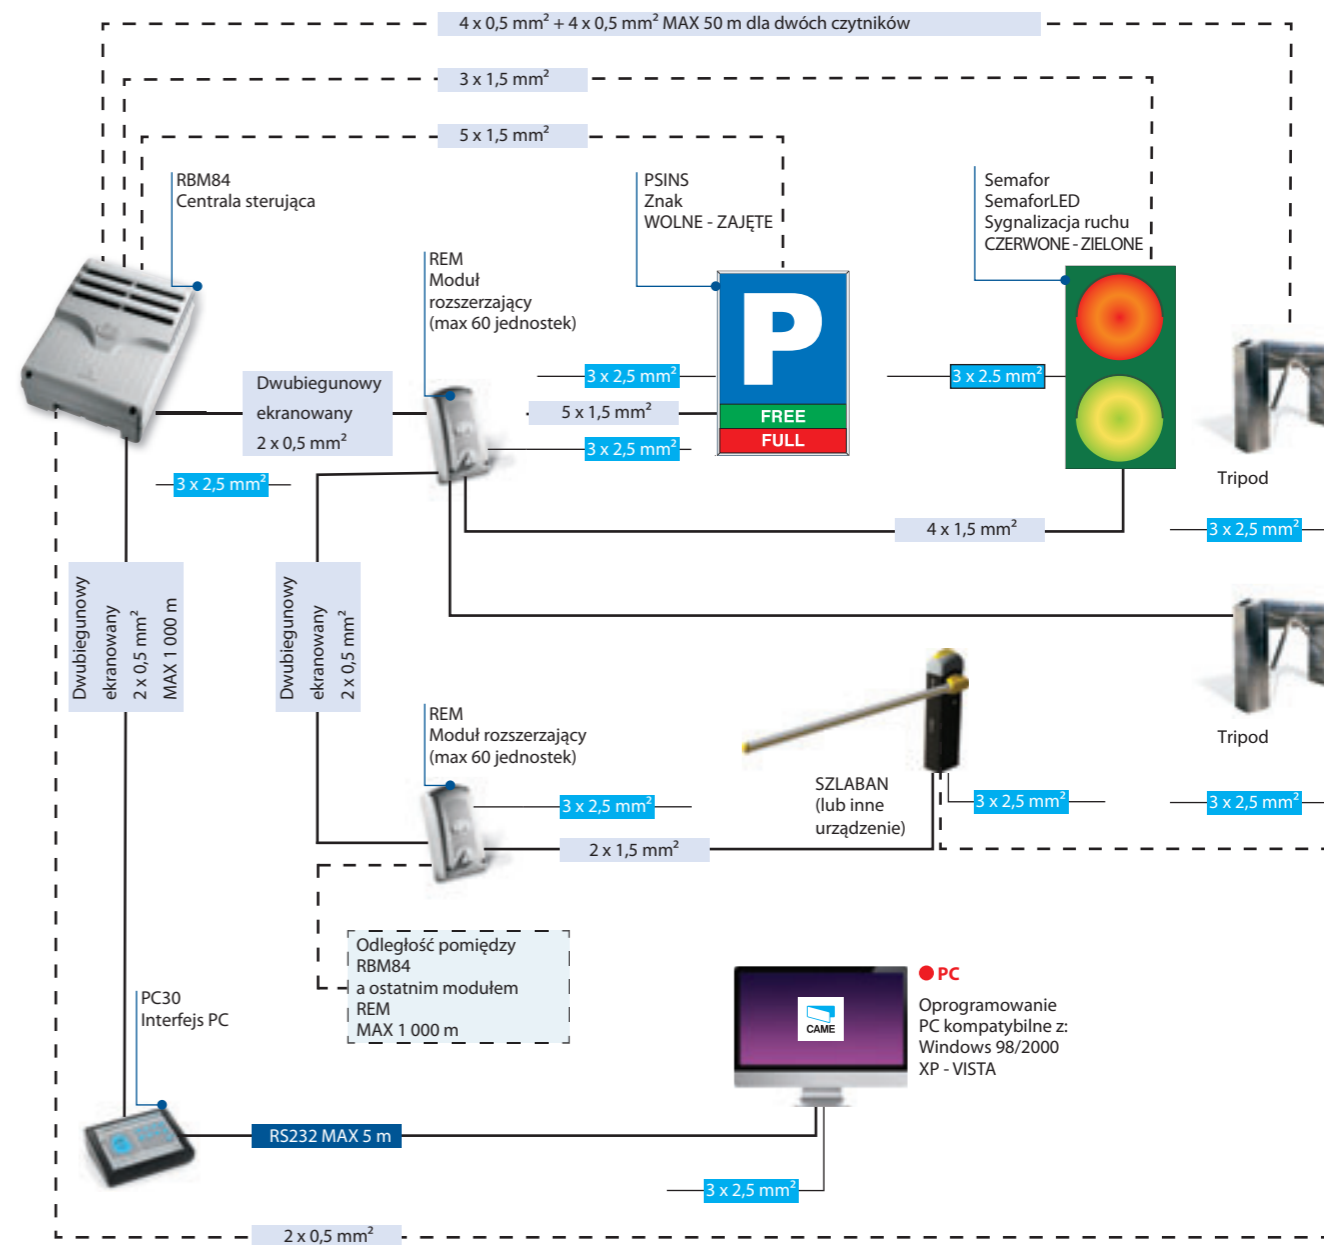 4 x 0,5 mm² + 4 x 0,5 mm² MAX 50 m dla dwóch czytników
3 x 1,5 mm²
5 x 1,5 mm²
RBM84
Centrala sterująca
PSINS
Znak
WOLNE - ZAJĘTE
Semafor
SemaforLED
Sygnalizacja ruchu
CZERWONE - ZIELONE
REM
Moduł
rozszerzający
(max 60 jednostek)
P
FREE
FULL
Dwubiegunowy
ekranowany
2 x 0,5 mm²
3 x 2,5 mm²
5 x 1,5 mm²
3 x 2,5 mm²
3 x 2.5 mm²
3 x 2,5 mm²
Tripod
4 x 1,5 mm²
3 x 2,5 mm²
Dwubiegunowy
ekranowany
2 x 0,5 mm²
MAX 1 000 m
Dwubiegunowy
ekranowany
2 x 0,5 mm²
REM
Moduł rozszerzający
(max 60 jednostek)
Tripod
SZLABAN
(lub inne
urządzenie)
3 x 2,5 mm²
3 x 2,5 mm²
3 x 2,5 mm²
2 x 1,5 mm²
Odległość pomiędzy
RBM84
a ostatnim modułem
REM
MAX 1 000 m
PC30
Interfejs PC
CAME
PC
Oprogramowanie
PC kompatybilne z:
Windows 98/2000
XP - VISTA
RS232 MAX 5 m
3 x 2,5 mm²
2 x 0,5 mm²